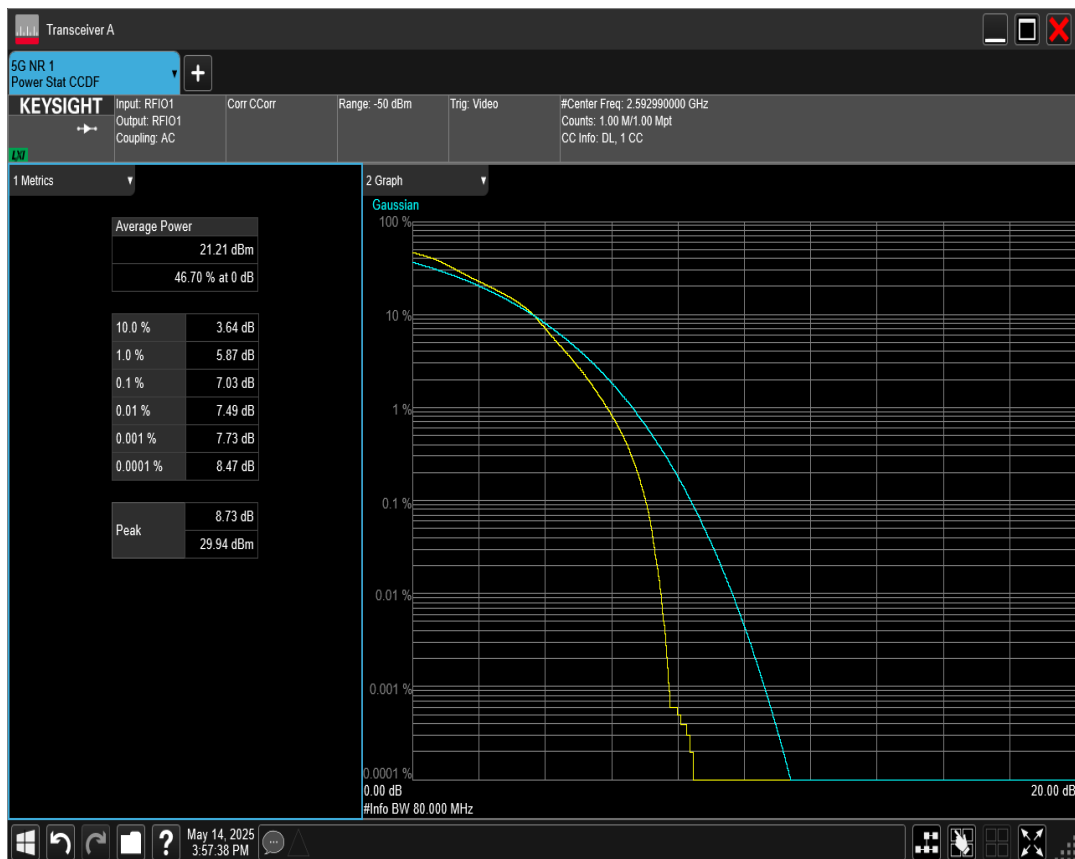 Transceiver A
5G NR 1
Power Stat CCDF
KEYSIGHT
LXI
Input: RFIO1
Output: RFIO1
Coupling: AC
Corr CCorr
Range: -50 dBm
Trig: Video
#Center Freq: 2.592990000 GHz
Counts: 1.00 M/1.00 Mpt
CC Info: DL, 1 CC
1 Metrics
Average Power
21.21 dBm
46.70 % at 0 dB
10.0 % 3.64 dB
1.0 % 5.87 dB
0.1 % 7.03 dB
0.01 % 7.49 dB
0.001 % 7.73 dB
0.0001 % 8.47 dB
Peak 8.73 dB
29.94 dBm
2 Graph
Gaussian
100 %
10 %
1 %
0.1 %
0.01 %
0.001 %
0.0001 %
0.00 dB 20.00 dB
#Info BW 80.000 MHz
May 14, 2025
3:57:38 PM